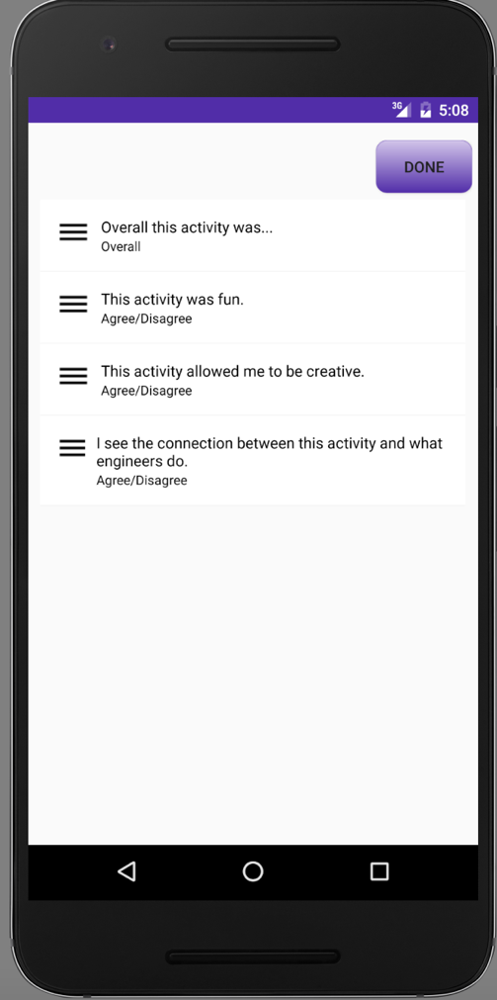 3G 5:08
DONE
Overall this activity was...
Overall
This activity was fun.
Agree/Disagree
This activity allowed me to be creative.
Agree/Disagree
I see the connection between this activity and what
engineers do.
Agree/Disagree